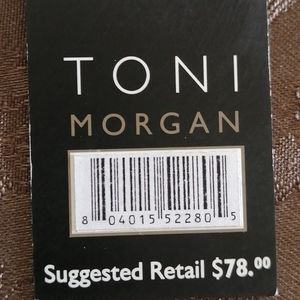 TONI
MORGAN
8 04015 52280 5
Suggested Retail $78.00